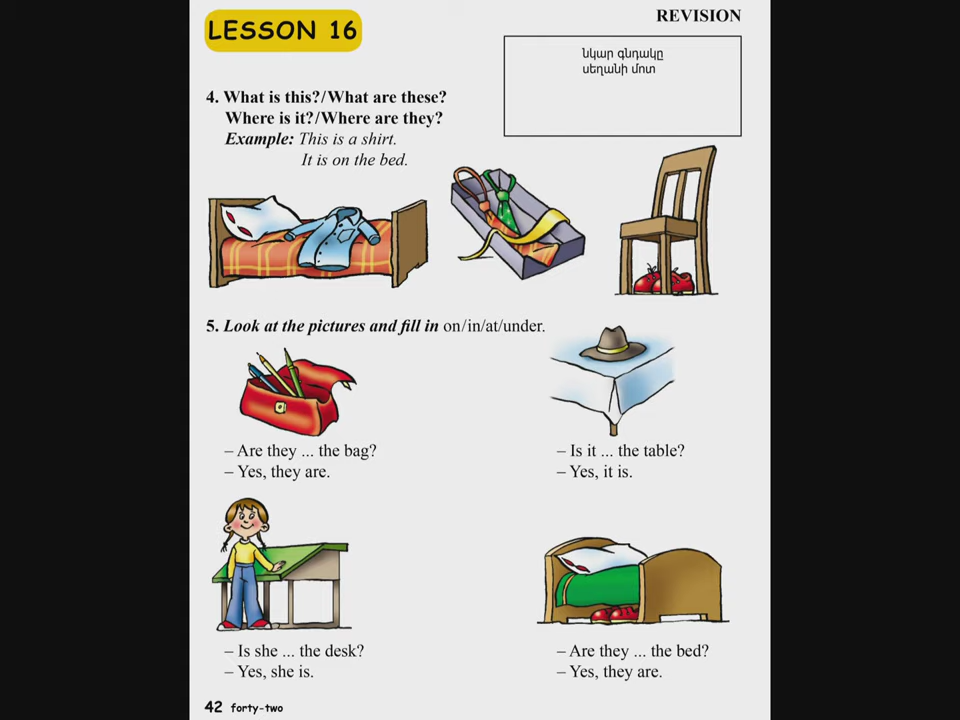 LESSON 16
REVISION
նկար գնդակը
սեղանի մոտ
4. What is this?/What are these?
Where is it?/Where are they?
Example: This is a shirt.
It is on the bed.
5. Look at the pictures and fill in on/in/at/under.
– Are they ... the bag?
– Yes, they are.
– Is it ... the table?
– Yes, it is.
– Is she ... the desk?
– Yes, she is.
– Are they ... the bed?
– Yes, they are.
42 forty-two